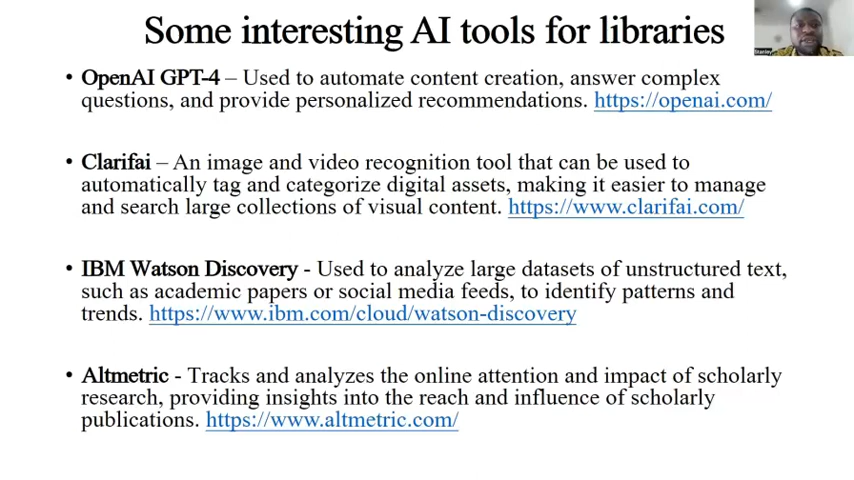 Some interesting AI tools for libraries
Stanley
• OpenAI GPT-4 – Used to automate content creation, answer complex
questions, and provide personalized recommendations. https://openai.com/
• Clarifai – An image and video recognition tool that can be used to
automatically tag and categorize digital assets, making it easier to manage
and search large collections of visual content. https://www.clarifai.com/
• IBM Watson Discovery - Used to analyze large datasets of unstructured text,
such as academic papers or social media feeds, to identify patterns and
trends. https://www.ibm.com/cloud/watson-discovery
• Altmetric - Tracks and analyzes the online attention and impact of scholarly
research, providing insights into the reach and influence of scholarly
publications. https://www.altmetric.com/